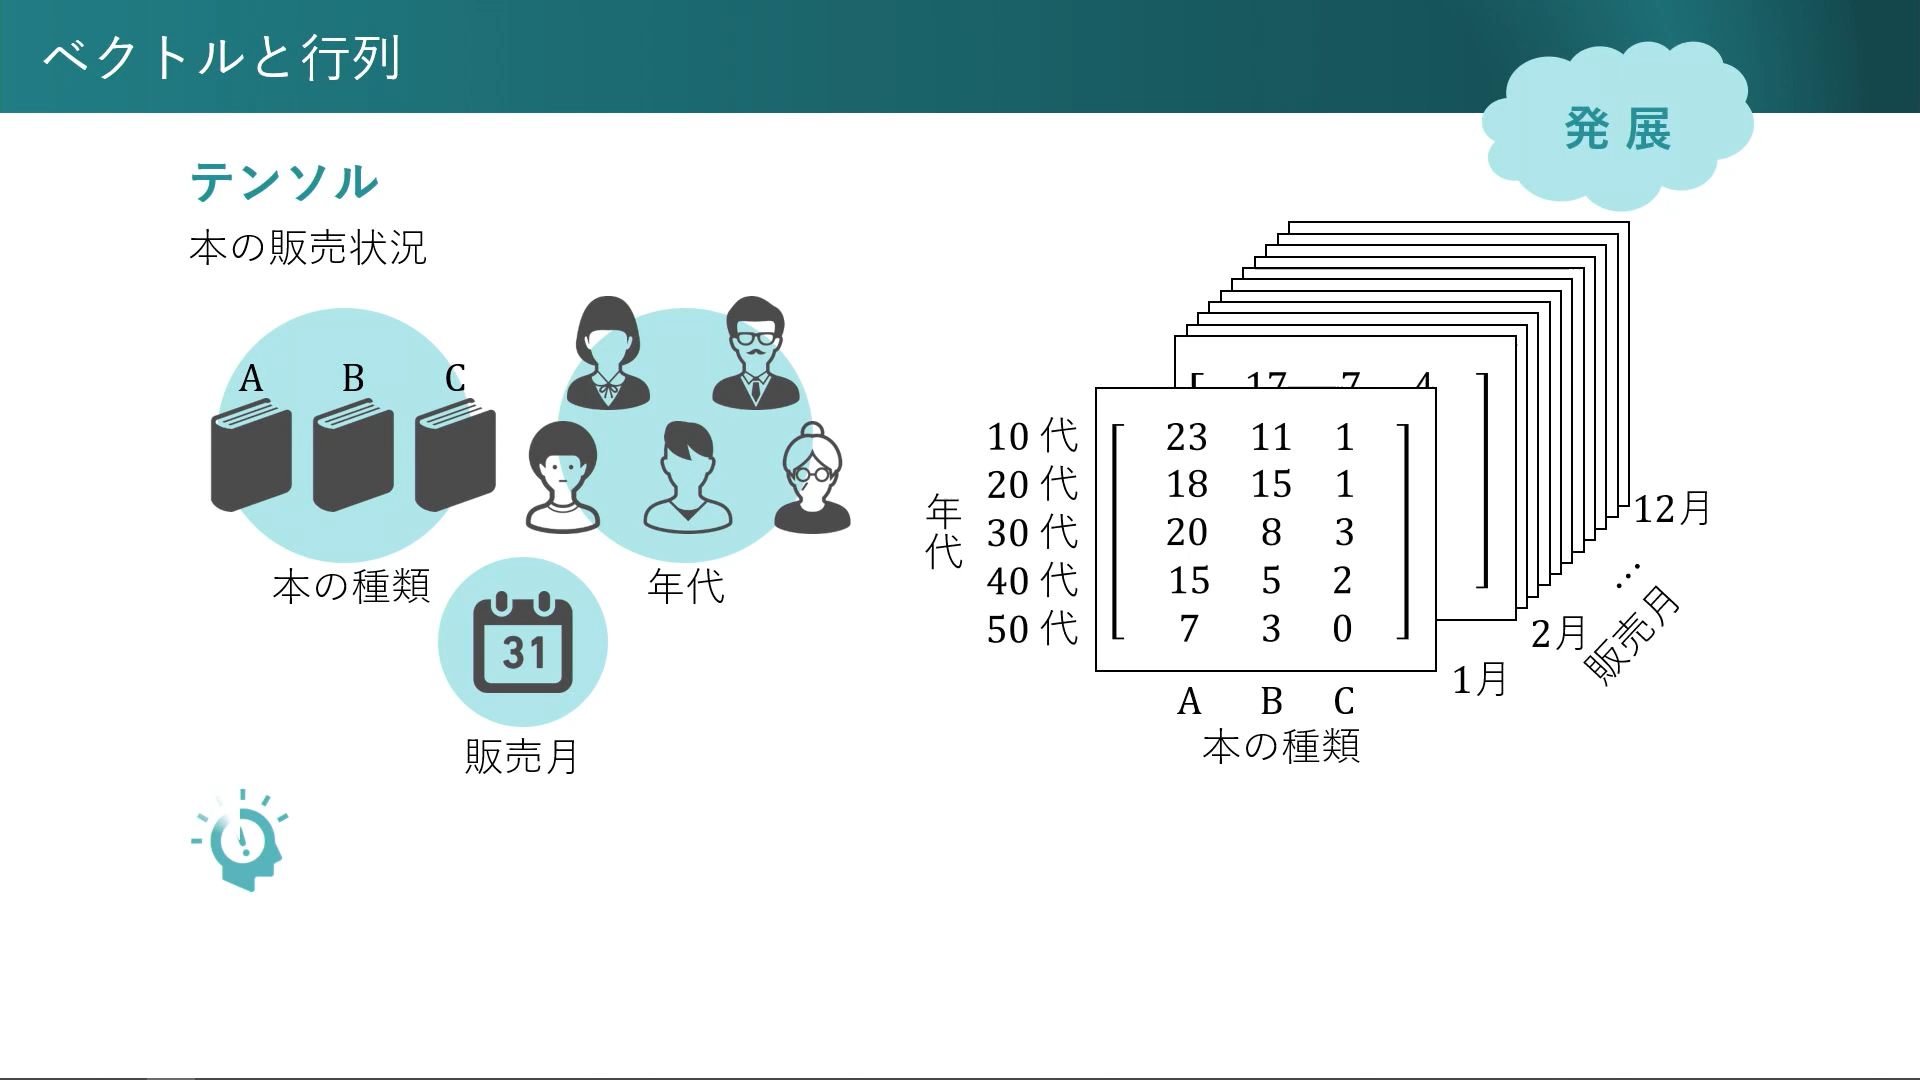 ベクトルと行列
発展
テンソル
本の販売状況
A B C
本の種類
年代
31
販売月
17 7 4
年代
10 代 23 11 1
20 代 18 15 1
30 代 20 8 3
40 代 15 5 2
50 代 7 3 0
A B C
本の種類
1月
2月
…
12月
販売月